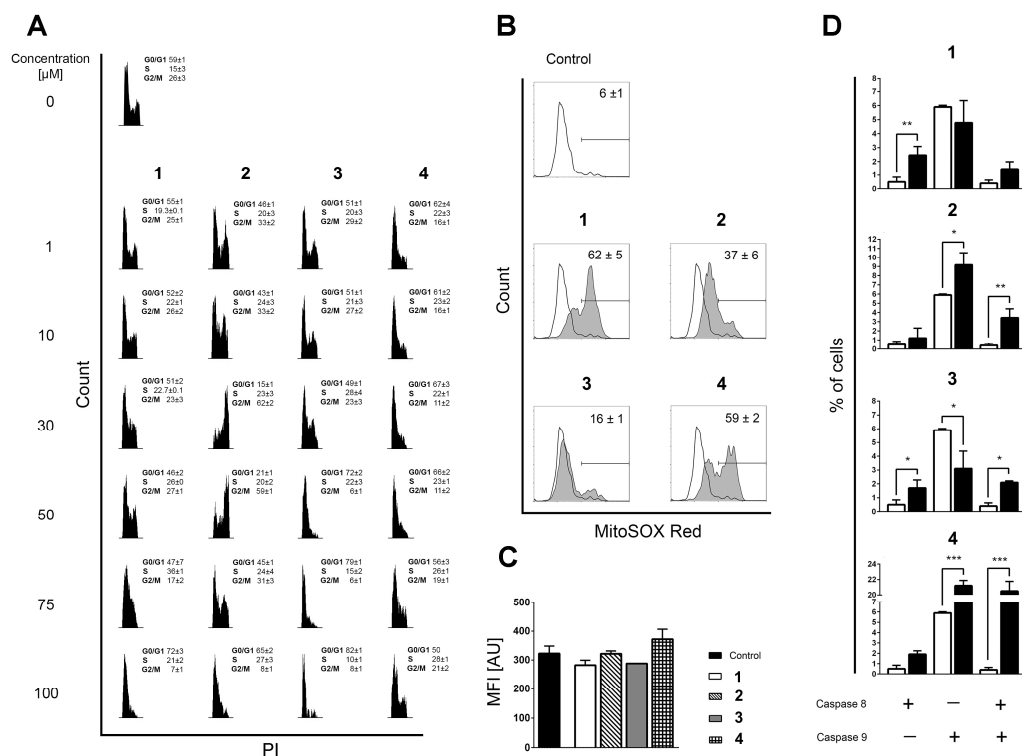 A
Concentration
[µM]
0
G0/G1 59±1
S 15±3
G2/M 26±3
1 2 3 4
1
G0/G1 55±1
S 19.3±0.1
G2/M 25±1
G0/G1 46±1
S 20±3
G2/M 33±2
G0/G1 51±1
S 20±3
G2/M 29±2
G0/G1 62±4
S 22±3
G2/M 16±1
10
G0/G1 52±2
S 22±1
G2/M 26±2
G0/G1 43±1
S 24±3
G2/M 33±2
G0/G1 51±1
S 21±3
G2/M 27±2
G0/G1 61±2
S 23±2
G2/M 16±1
30
G0/G1 51±2
S 22.7±0.1
G2/M 23±3
G0/G1 15±1
S 23±3
G2/M 62±2
G0/G1 49±1
S 28±4
G2/M 23±3
G0/G1 67±3
S 22±1
G2/M 11±2
50
G0/G1 46±2
S 26±0
G2/M 27±1
G0/G1 21±1
S 20±2
G2/M 59±1
G0/G1 72±2
S 22±3
G2/M 6±1
G0/G1 66±2
S 23±1
G2/M 11±2
75
G0/G1 47±7
S 36±1
G2/M 17±2
G0/G1 45±1
S 24±4
G2/M 31±3
G0/G1 79±1
S 15±2
G2/M 6±1
G0/G1 56±3
S 26±1
G2/M 19±1
100
G0/G1 72±3
S 21±2
G2/M 7±1
G0/G1 65±2
S 27±3
G2/M 8±1
G0/G1 82±1
S 10±1
G2/M 8±1
G0/G1 50
S 28±1
G2/M 21±2
Count
PI
B
Control
6 ±1
1 2
62 ± 5
37 ± 6
3 4
16 ± 1
59 ± 2
Count
MitoSOX Red
C
MFI [AU]
500
400
300
200
100
0
Control
1
2
3
4
D
% of cells
1
8
7
6
5
4
3
2
1
0
**
2
12
11
10
9
8
7
6
5
4
3
2
1
0
*
**
3
8
7
6
5
4
3
2
1
0
*
*
*
4
24
22
20
7
6
5
4
3
2
1
0
***
***
Caspase 8 + — +
Caspase 9 — + +